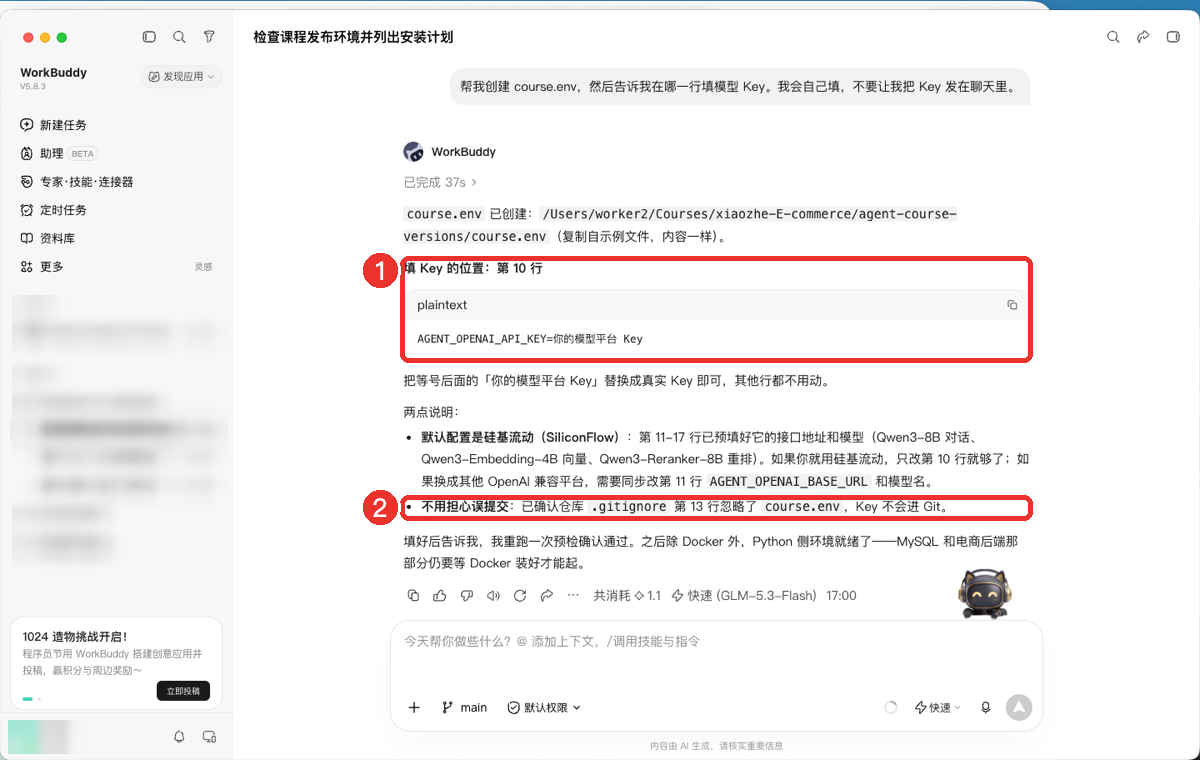 检查课程发布环境并列出安装计划
WorkBuddy
V5.8.3
发现应用
新建任务
助理 BETA
专家·技能·连接器
定时任务
资料库
更多
灵感
1024 造物挑战开启！
程序员节用 WorkBuddy 搭建创意应用并
投稿，赢积分与周边奖励～
立即投稿
帮我创建 course.env，然后告诉我在哪一行填模型 Key。我会自己填，不要让我把 Key 发在聊天里。
WorkBuddy
已完成 37s
course.env 已创建：/Users/worker2/Courses/xiaozhe-E-commerce/agent-course-
versions/course.env（复制自示例文件，内容一样）。
1
填 Key 的位置：第 10 行
plaintext
AGENT_OPENAI_API_KEY=你的模型平台 Key
把等号后面的「你的模型平台 Key」替换成真实 Key 即可，其他行都不用动。
两点说明：
• 默认配置是硅基流动（SiliconFlow）：第 11-17 行已预填好它的接口地址和模型（Qwen3-8B 对话、
Qwen3-Embedding-4B 向量、Qwen3-Reranker-8B 重排）。如果你就用硅基流动，只改第 10 行就够了；如
果换成其他 OpenAI 兼容平台，需要同步改第 11 行 AGENT_OPENAI_BASE_URL 和模型名。
2
• 不用担心误提交：已确认仓库 .gitignore 第 13 行忽略了 course.env，Key 不会进 Git。
填好后告诉我，我重跑一次预检确认通过。之后除 Docker 外，Python 侧环境就绪了——MySQL 和电商后端那
部分仍要等 Docker 装好才能起。
共消耗 1.1 快速 (GLM-5.3-Flash) 17:00
今天帮你做些什么？@ 添加上下文，/调用技能与指令
main 默认权限 快速
内容由 AI 生成，请核实重要信息